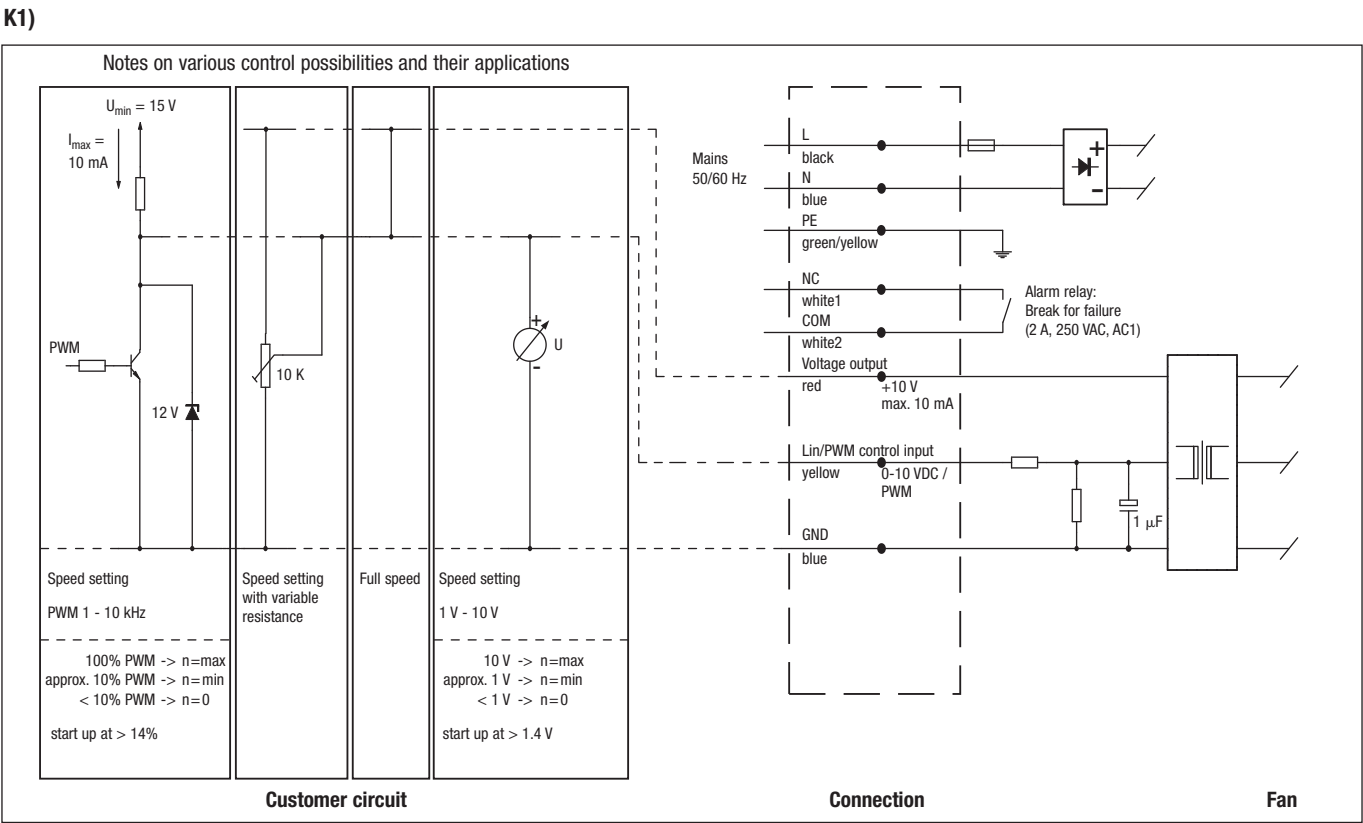 K1)
Notes on various control possibilities and their applications
Umin = 15 V
Imax =
10 mA
PWM
12 V
10 K
+
U
-
Speed setting
PWM 1 - 10 kHz
100% PWM -> n=max
approx. 10% PWM -> n=min
< 10% PWM -> n=0
start up at > 14%
Speed setting
with variable
resistance
Full speed
Speed setting
1 V - 10 V
10 V -> n=max
approx. 1 V -> n=min
< 1 V -> n=0
start up at > 1.4 V
Mains
50/60 Hz
L
black
N
blue
PE
green/yellow
NC
white1
COM
white2
Voltage output
red
+10 V
max. 10 mA
Lin/PWM control input
yellow
0-10 VDC /
PWM
GND
blue
+
-
Alarm relay:
Break for failure
(2 A, 250 VAC, AC1)
1 µF
Customer circuit
Connection
Fan